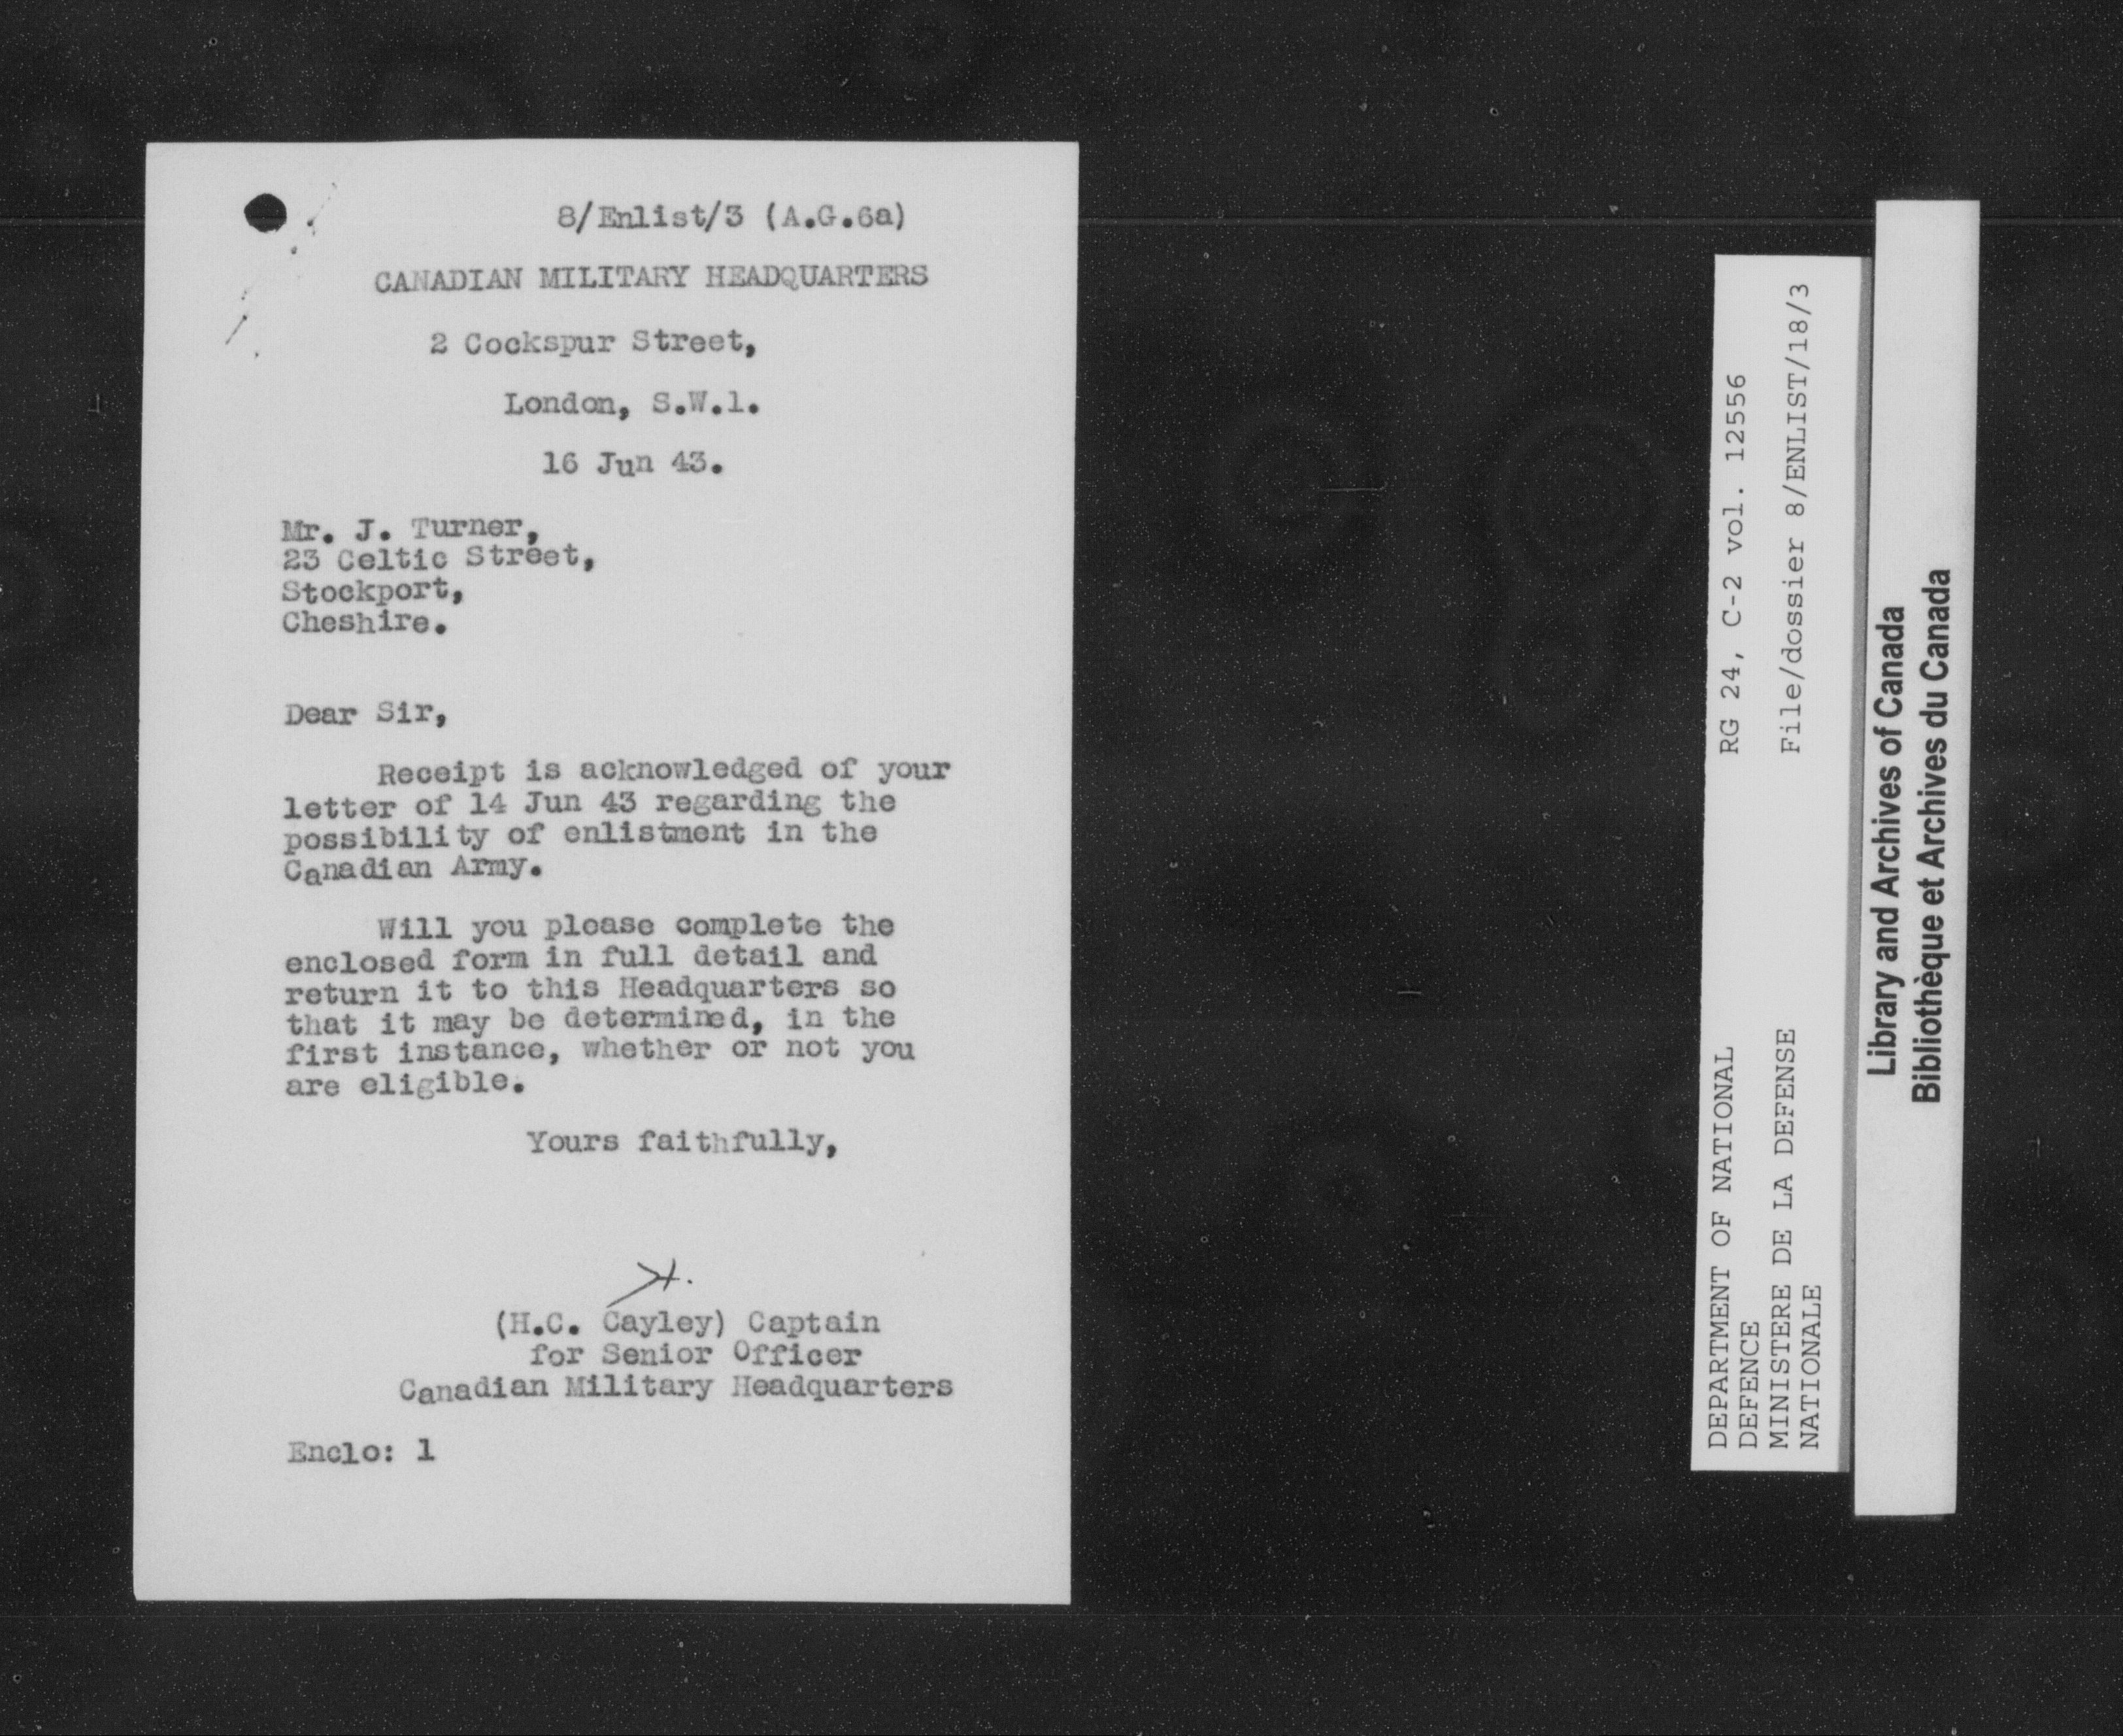 8/Enlist/3 (A.G.6a)
CANADIAN MILITARY HEADQUARTERS
2 Cockspur Street,
London, S.W.1.
16 Jun 43.
Mr. J. Turner,
23 Celtic Street,
Stockport,
Cheshire.
Dear Sir,
Receipt is acknowledged of your
letter of 14 Jun 43 regarding the
possibility of enlistment in the
Canadian Army.
Will you please complete the
enclosed form in full detail and
return it to this Headquarters so
that it may be determined, in the
first instance, whether or not you
are eligible.
Yours faithfully,
(H.C. Cayley) Captain
for Senior Officer
Canadian Military Headquarters
Enclo: 1
DEPARTMENT OF NATIONAL
DEFENCE
MINISTERE DE LA DEFENSE
NATIONALE
RG 24, C-2 vol. 12556
File/dossier 8/ENLIST/18/3
Library and Archives of Canada
Bibliothèque et Archives du Canada